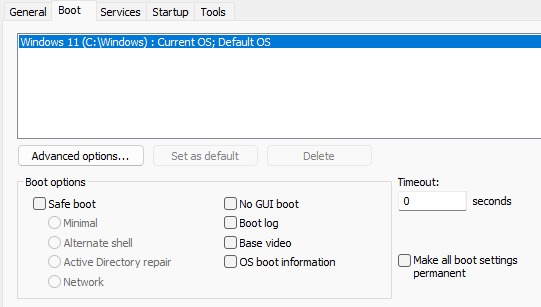 General Boot Services Startup Tools
Windows 11 (C:\Windows) : Current OS; Default OS
Advanced options... Set as default Delete
Boot options Timeout:
Safe boot No GUI boot 0 seconds
Minimal Boot log
Alternate shell Base video
Active Directory repair OS boot information Make all boot settings
Network permanent